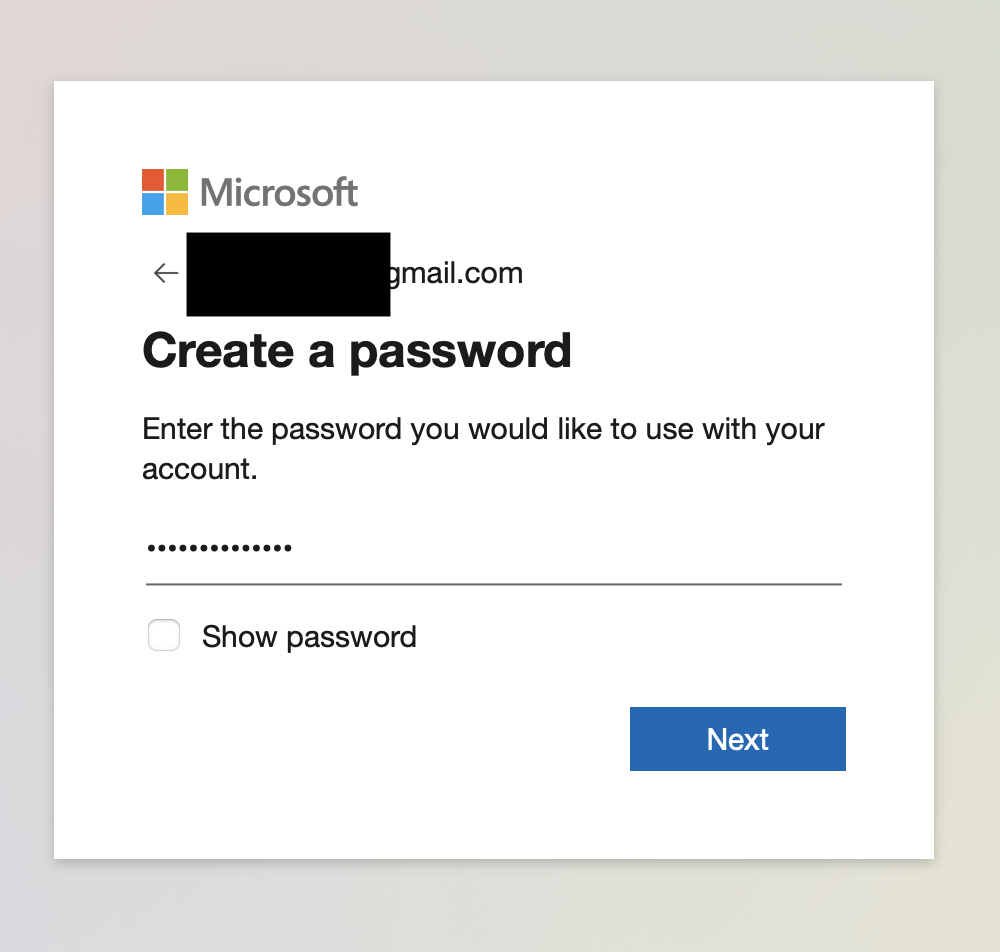 Microsoft
gmail.com
Create a password
Enter the password you would like to use with your
account.
••••••••••••••
Show password
Next